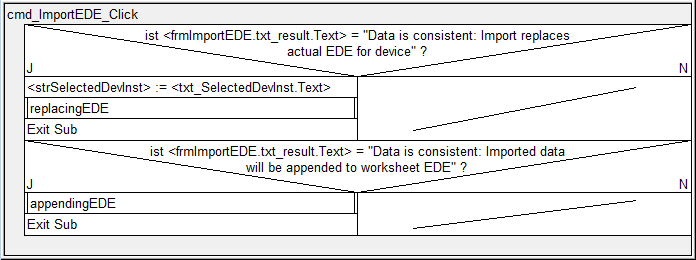 cmd_ImportEDE_Click
ist <frmImportEDE.txt_result.Text> = "Data is consistent: Import replaces
actual EDE for device" ?
J
N
<strSelectedDevInst> := <txt_SelectedDevInst.Text>
replacingEDE
Exit Sub
ist <frmImportEDE.txt_result.Text> = "Data is consistent: Imported data
will be appended to worksheet EDE" ?
J
N
appendingEDE
Exit Sub